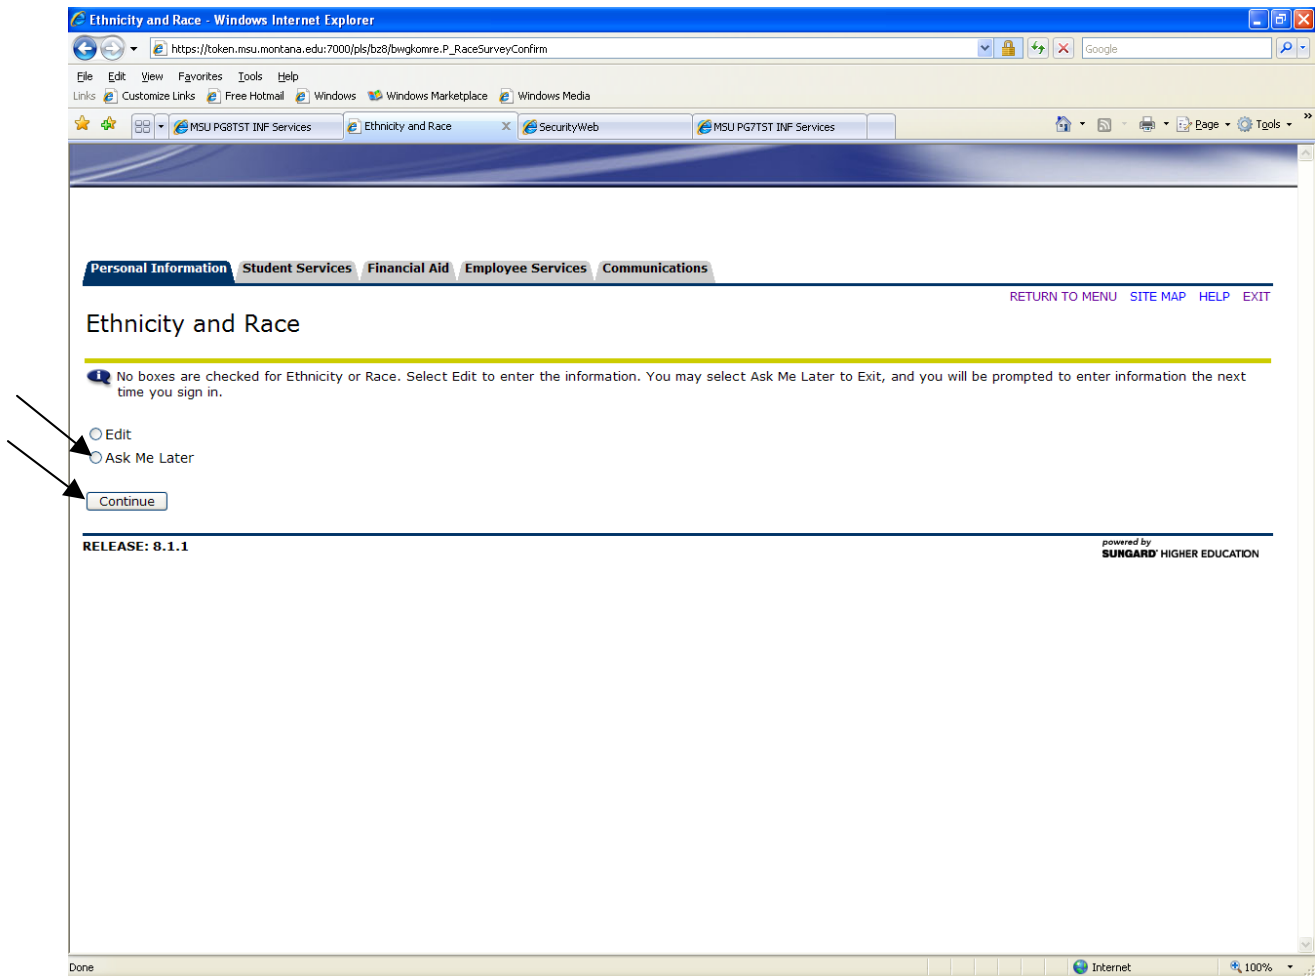 Ethnicity and Race - Windows Internet Explorer
https://token.msu.montana.edu:7000/pls/bz8/bwgkomre.P_RaceSurveyConfirm
Google
File Edit View Favorites Tools Help
Links Customize Links Free Hotmail Windows Windows Marketplace Windows Media
MSU PG8TST INF Services Ethnicity and Race X SecurityWeb MSU PG7TST INF Services Page Tools »
Personal Information Student Services Financial Aid Employee Services Communications
RETURN TO MENU SITE MAP HELP EXIT
Ethnicity and Race
No boxes are checked for Ethnicity or Race. Select Edit to enter the information. You may select Ask Me Later to Exit, and you will be prompted to enter information the next
time you sign in.
Edit
Ask Me Later
Continue
RELEASE: 8.1.1
powered by
SUNGARD' HIGHER EDUCATION
Done Internet 100%